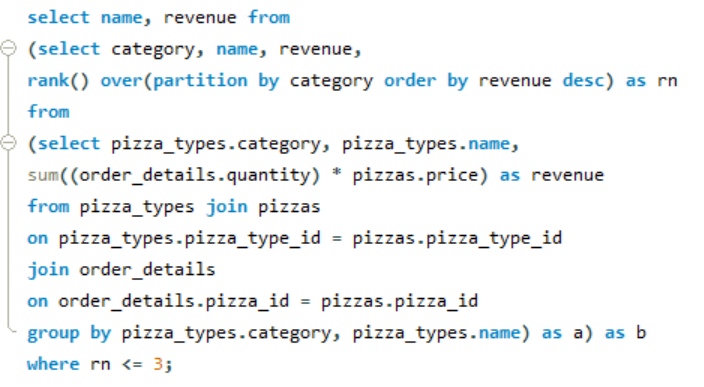 select name, revenue from
(select category, name, revenue,
rank() over(partition by category order by revenue desc) as rn
from
(select pizza_types.category, pizza_types.name,
sum((order_details.quantity) * pizzas.price) as revenue
from pizza_types join pizzas
on pizza_types.pizza_type_id = pizzas.pizza_type_id
join order_details
on order_details.pizza_id = pizzas.pizza_id
group by pizza_types.category, pizza_types.name) as a) as b
where rn <= 3;